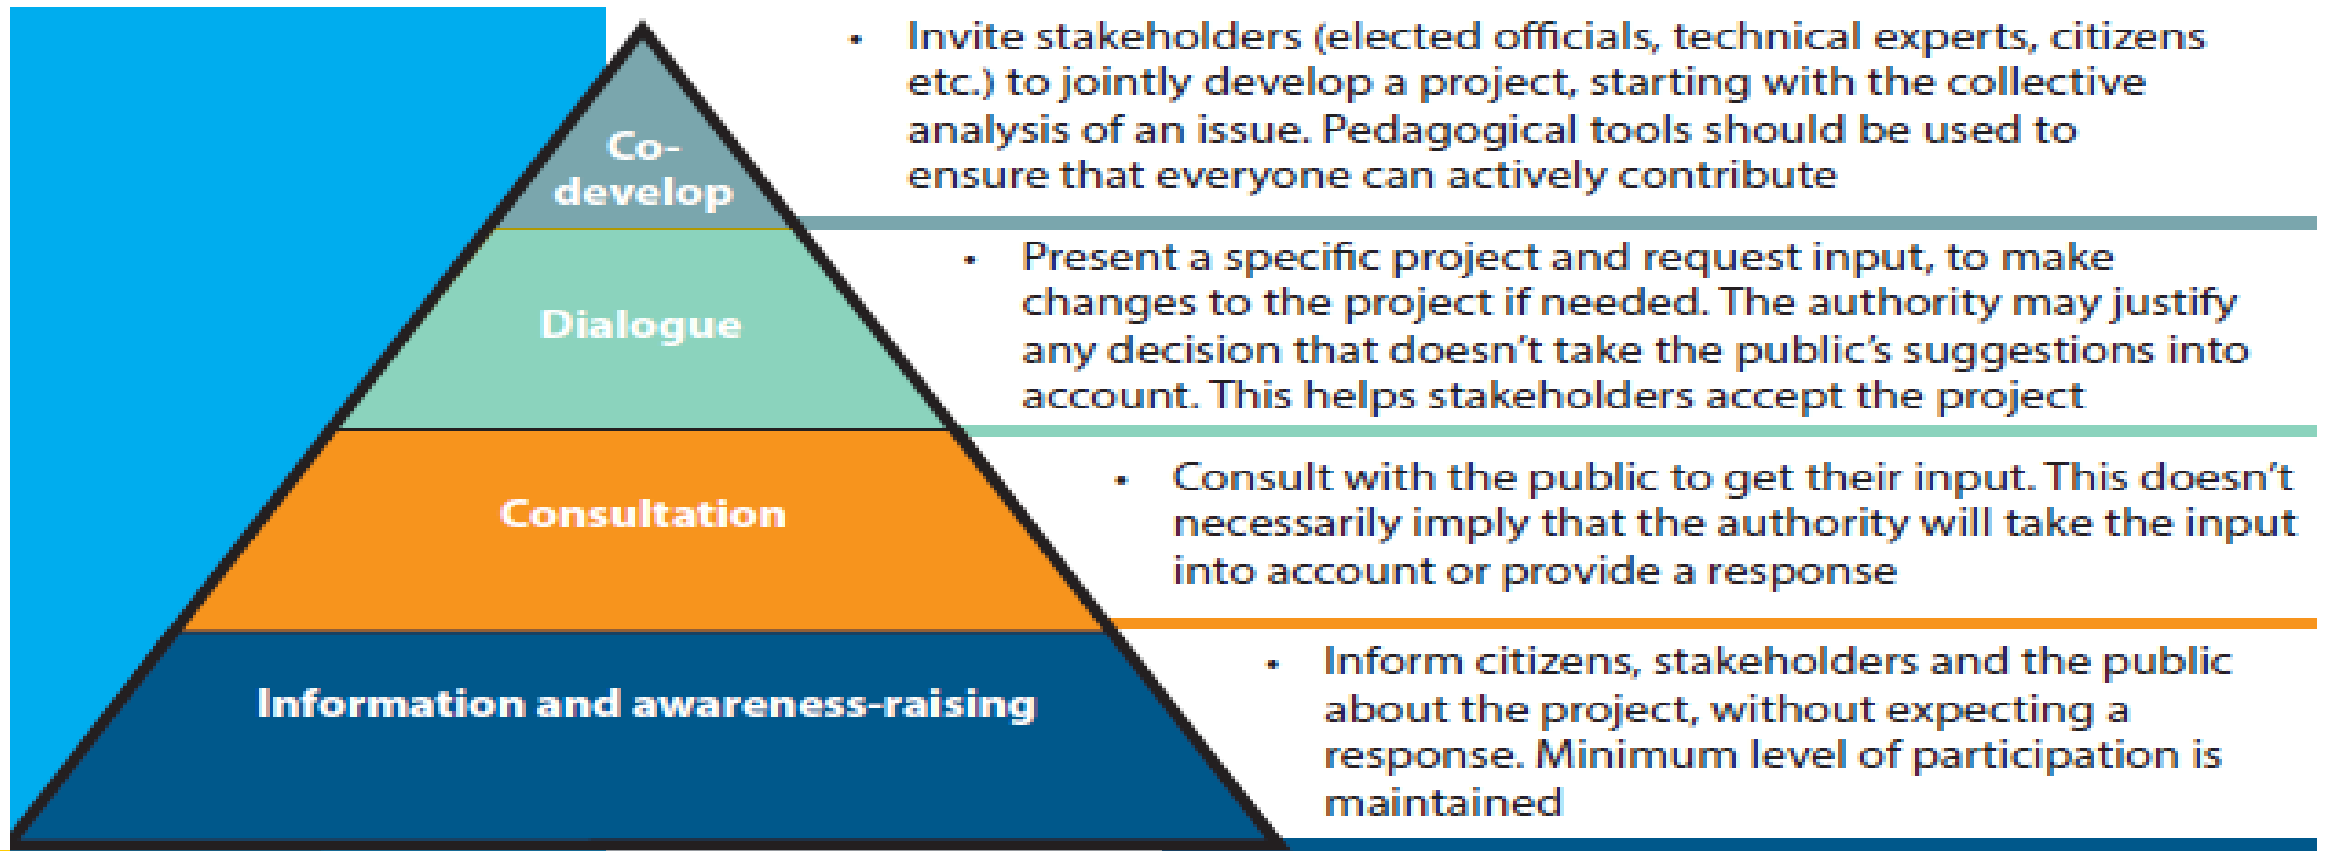 Co-
develop
• Invite stakeholders (elected officials, technical experts, citizens
etc.) to jointly develop a project, starting with the collective
analysis of an issue. Pedagogical tools should be used to
ensure that everyone can actively contribute
Dialogue
• Present a specific project and request input, to make
changes to the project if needed. The authority may justify
any decision that doesn’t take the public’s suggestions into
account. This helps stakeholders accept the project
Consultation
• Consult with the public to get their input. This doesn’t
necessarily imply that the authority will take the input
into account or provide a response
Information and awareness-raising
• Inform citizens, stakeholders and the public
about the project, without expecting a
response. Minimum level of participation is
maintained